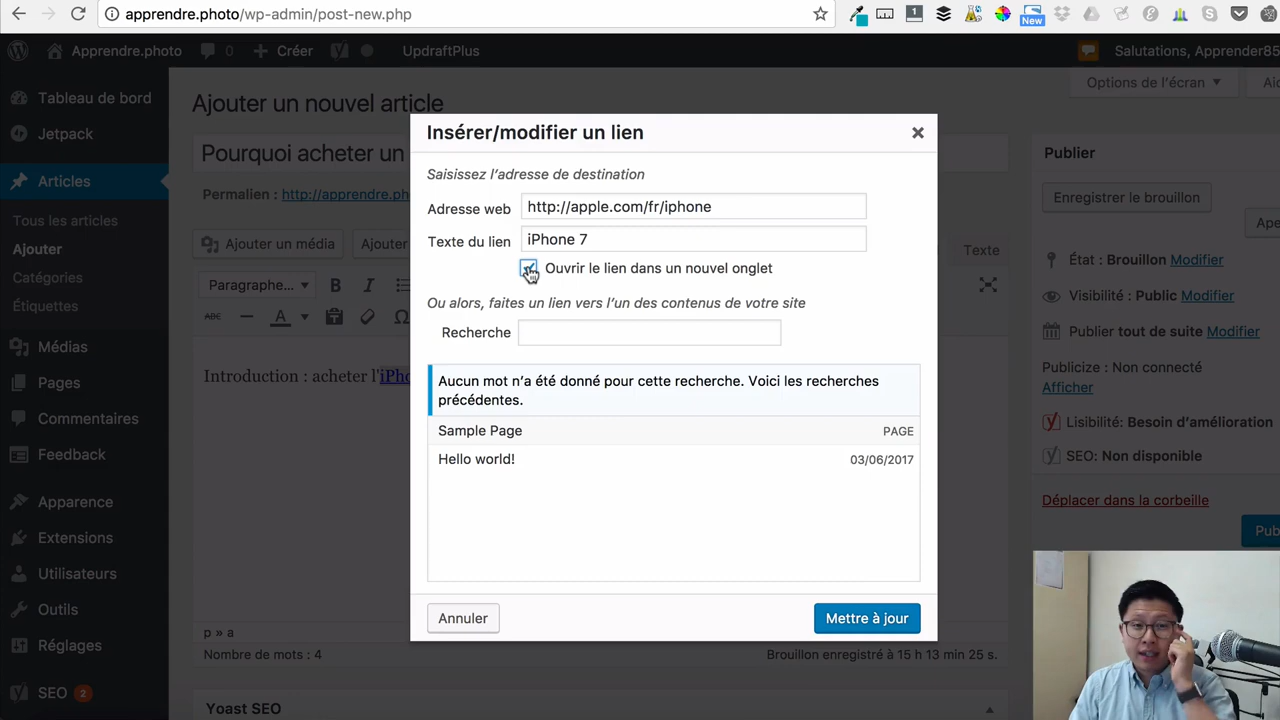 apprendre.photo/wp-admin/post-new.php
1
New
Apprendre.photo
0
Créer
UpdraftPlus
Salutations, Apprender85
Tableau de bord
Jetpack
Articles
Tous les articles
Ajouter
Catégories
Étiquettes
Médias
Pages
Commentaires
Feedback
Apparence
Extensions
Utilisateurs
Outils
Réglages
SEO 2
Options de l'écran
Ajouter un nouvel article
Pourquoi acheter un
Permalien : http://apprendre.ph
Ajouter un média
Ajouter
Texte
Paragraphe...
B I
ABC A Ω
Introduction : acheter l'iPho
p » a
Nombre de mots : 4
Brouillon enregistré à 15 h 13 min 25 s.
Yoast SEO
Insérer/modifier un lien
Saisissez l'adresse de destination
Adresse web http://apple.com/fr/iphone
Texte du lien iPhone 7
Ouvrir le lien dans un nouvel onglet
Ou alors, faites un lien vers l'un des contenus de votre site
Recherche
Aucun mot n'a été donné pour cette recherche. Voici les recherches
précédentes.
Sample Page PAGE
Hello world! 03/06/2017
Annuler
Mettre à jour
Publier
Enregistrer le brouillon
État : Brouillon Modifier
Visibilité : Public Modifier
Publier tout de suite Modifier
Publicize : Non connecté
Afficher
Lisibilité: Besoin d'amélioration
SEO: Non disponible
Déplacer dans la corbeille
Pub